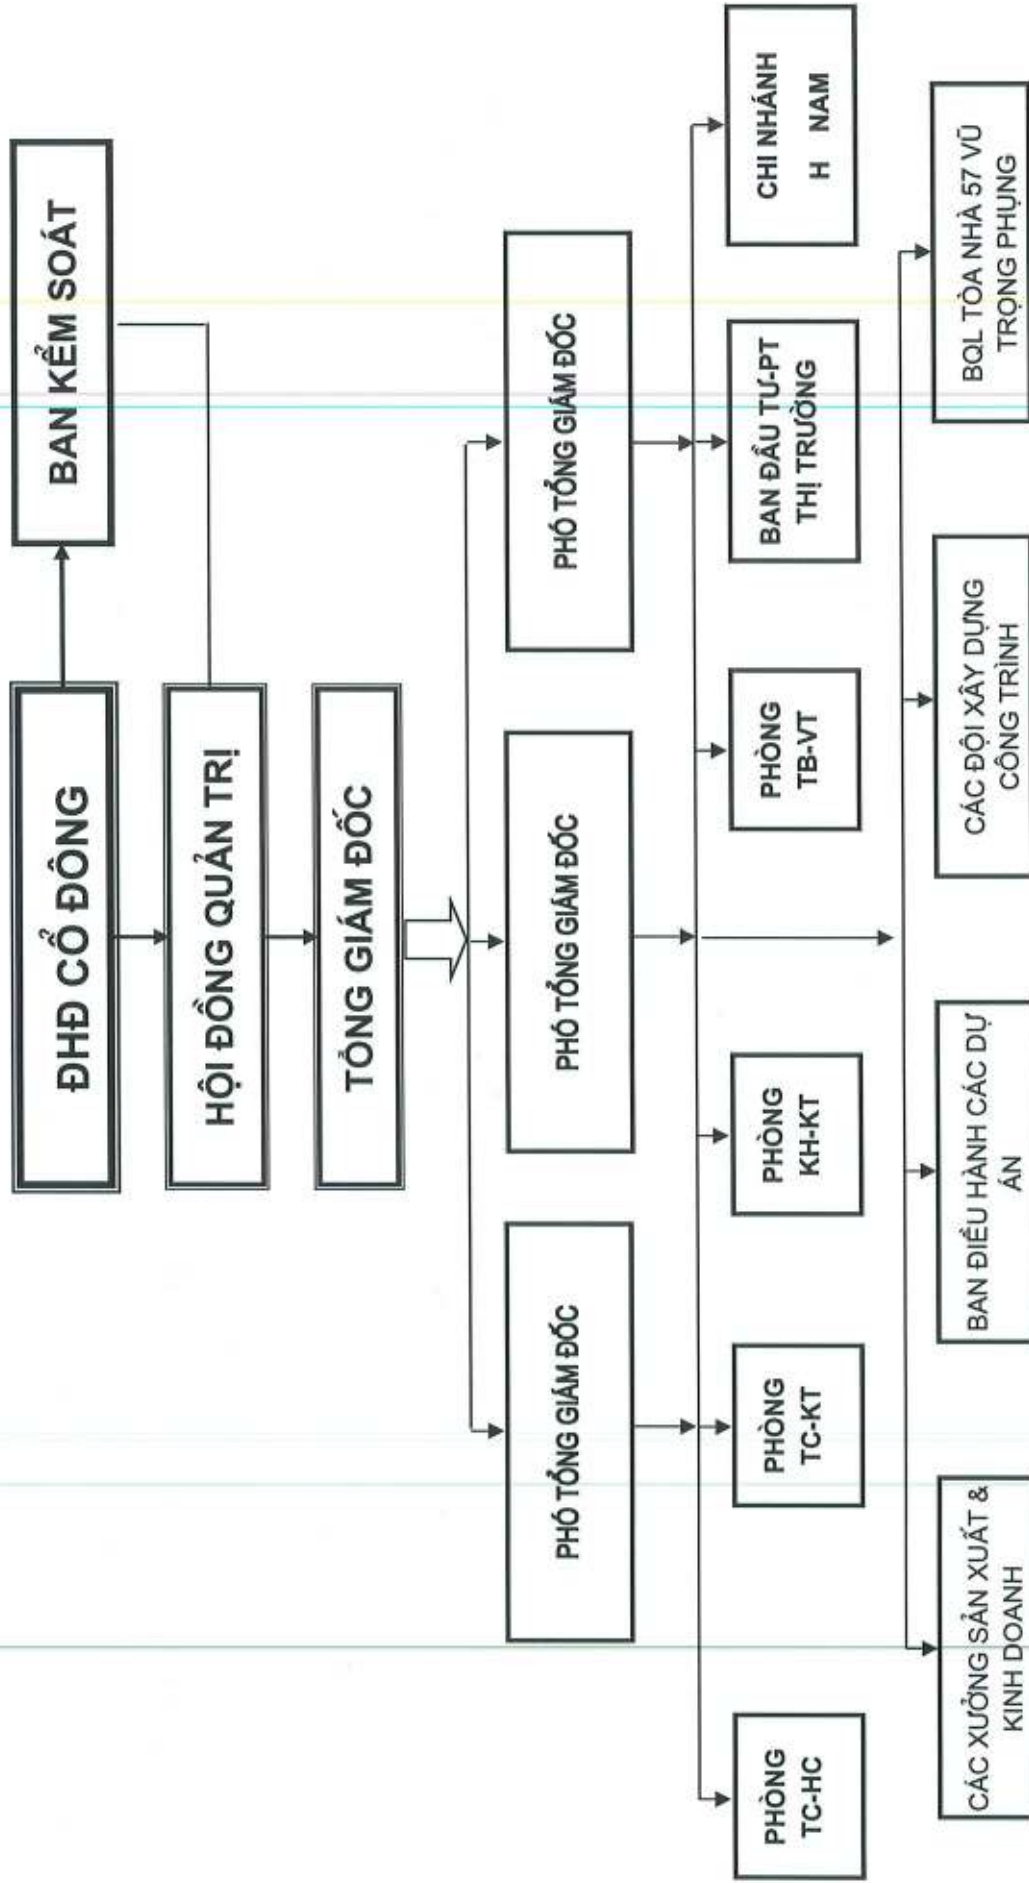 ĐHĐ CỔ ĐÔNG
BAN KỂM SOÁT
HỘI ĐỒNG QUẢN TRỊ
TỔNG GIÁM ĐỐC
PHÓ TỔNG GIÁM ĐỐC
PHÓ TỔNG GIÁM ĐỐC
PHÓ TỔNG GIÁM ĐỐC
PHÒNG
TC-HC
PHÒNG
TC-KT
PHÒNG
KH-KT
PHÒNG
TB-VT
BAN ĐẦU TƯ-PT
THỊ TRƯỜNG
CHI NHÁNH
H NAM
CÁC XƯỞNG SẢN XUẤT &
KINH DOANH
BAN ĐIỀU HÀNH CÁC DỰ
ÁN
CÁC ĐỘI XÂY DỰNG
CÔNG TRÌNH
BQL TÒA NHÀ 57 VŨ
TRỌNG PHỤNG